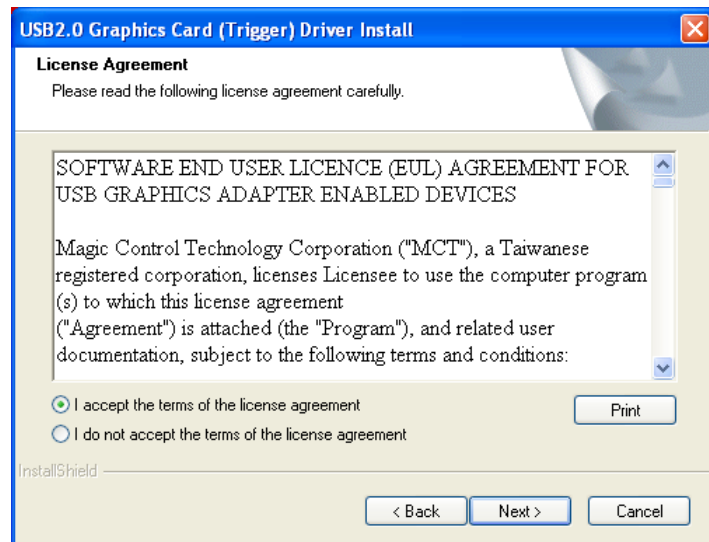 USB2.0 Graphics Card (Trigger) Driver Install
License Agreement
Please read the following license agreement carefully.
SOFTWARE END USER LICENCE (EUL) AGREEMENT FOR
USB GRAPHICS ADAPTER ENABLED DEVICES
Magic Control Technology Corporation ("MCT"), a Taiwanese
registered corporation, licenses Licensee to use the computer program
(s) to which this license agreement
("Agreement") is attached (the "Program"), and related user
documentation, subject to the following terms and conditions:
I accept the terms of the license agreement
Print
I do not accept the terms of the license agreement
InstallShield
< Back
Next >
Cancel